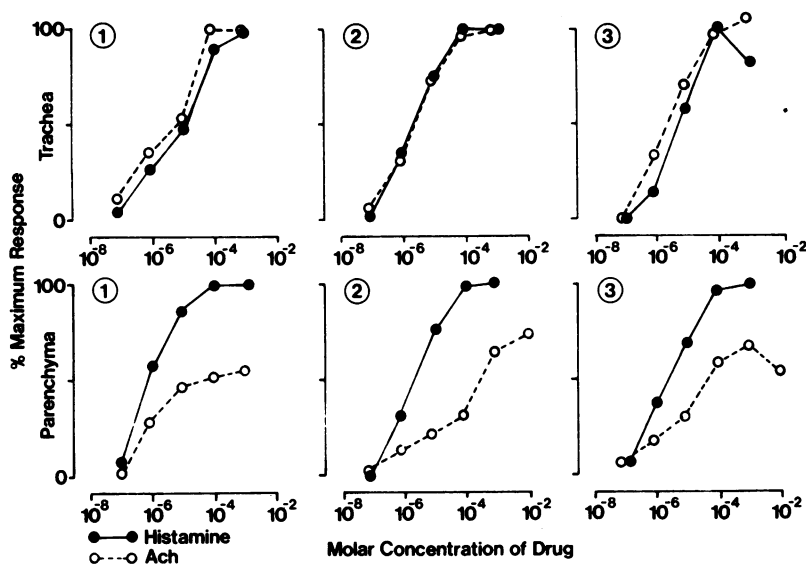 % Maximum Response
Trachea
100
0
①
②
③
10⁻⁸ 10⁻⁶ 10⁻⁴ 10⁻²
10⁻⁸ 10⁻⁶ 10⁻⁴ 10⁻²
10⁻⁸ 10⁻⁶ 10⁻⁴ 10⁻²
Parenchyma
100
0
①
②
③
10⁻⁸ 10⁻⁶ 10⁻⁴ 10⁻²
10⁻⁸ 10⁻⁶ 10⁻⁴ 10⁻²
10⁻⁸ 10⁻⁶ 10⁻⁴ 10⁻²
Histamine
Ach
Molar Concentration of Drug